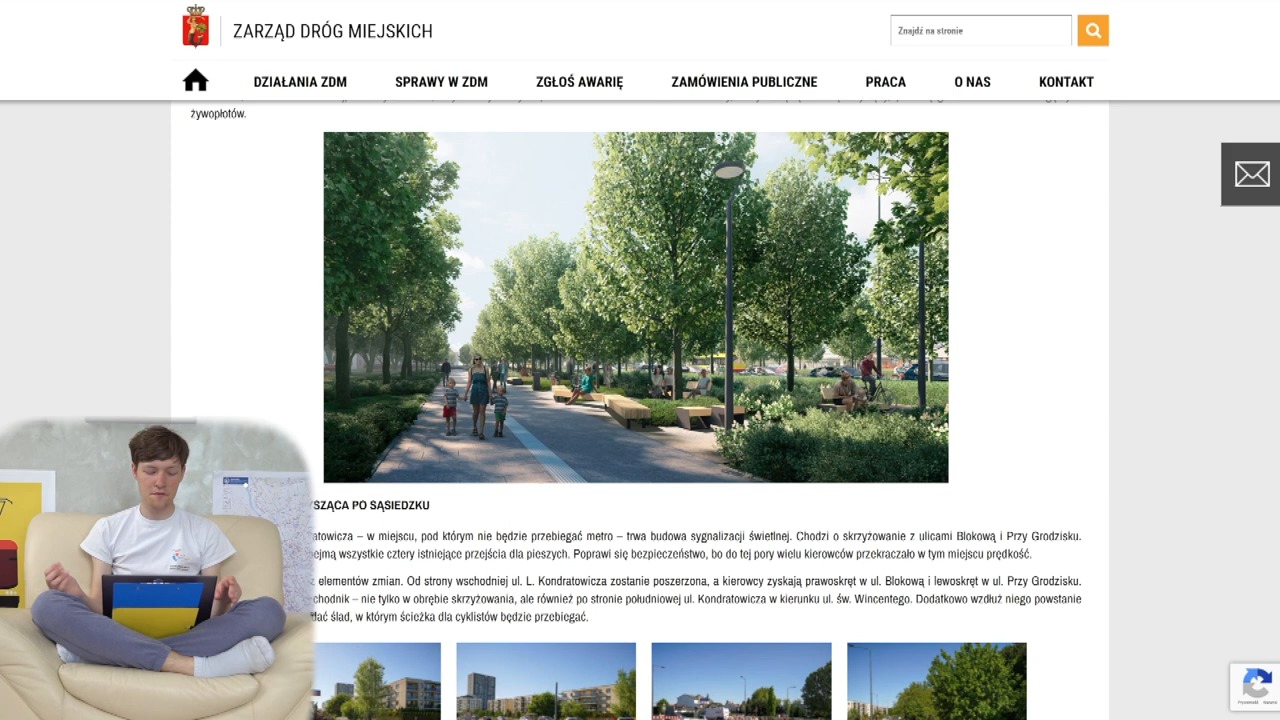 ZARZĄD DRÓG MIEJSKICH
Znajdź na stronie
DZIAŁANIA ZDM SPRAWY W ZDM ZGŁOŚ AWARIĘ ZAMÓWIENIA PUBLICZNE PRACA O NAS KONTAKT
żywopłotów.
SZĄCA PO SĄSIEDZKU
atowicza – w miejscu, pod którym nie będzie przebiegać metro – trwa budowa sygnalizacji świetlnej. Chodzi o skrzyżowanie z ulicami Blokową i Przy Grodzisku.
ejmą wszystkie cztery istniejące przejścia dla pieszych. Poprawi się bezpieczeństwo, bo do tej pory wielu kierowców przekraczało w tym miejscu prędkość.
z elementów zmian. Od strony wschodniej ul. L. Kondratowicza zostanie poszerzona, a kierowcy zyskają prawoskręt w ul. Blokową i lewoskręt w ul. Przy Grodzisku.
chodnik – nie tylko w obrębie skrzyżowania, ale również po stronie południowej ul. Kondratowicza w kierunku ul. św. Wincentego. Dodatkowo wzdłuż niego powstanie
dać ślad, w którym ścieżka dla cyklistów będzie przebiegać.